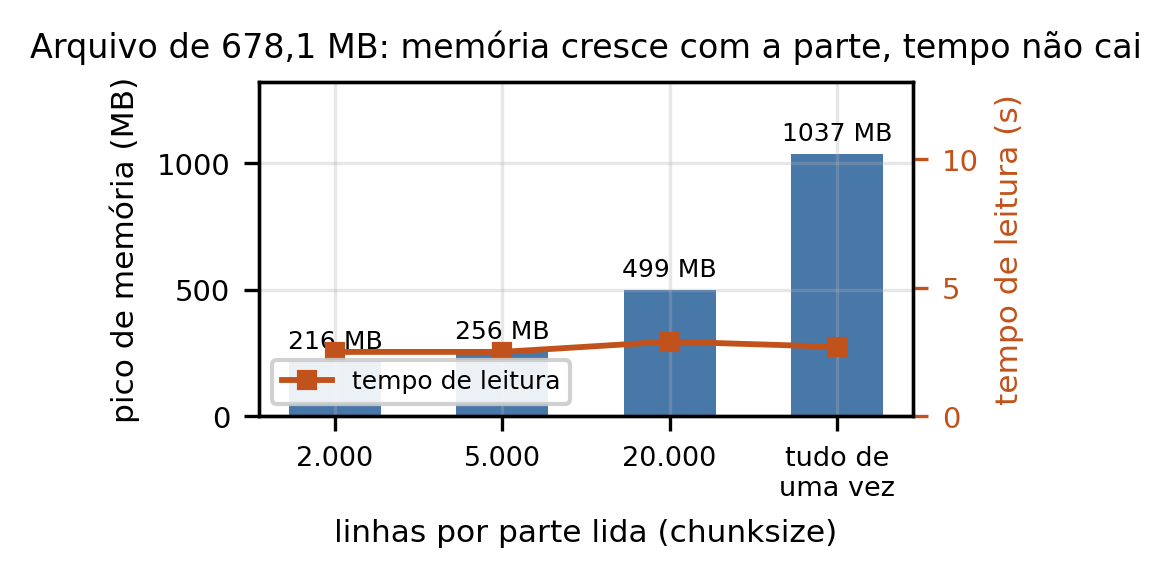 Arquivo de 678,1 MB: memória cresce com a parte, tempo não cai
pico de memória (MB)
1000
500
0
216 MB
256 MB
499 MB
1037 MB
tempo de leitura
10
5
0
tempo de leitura (s)
2.000
5.000
20.000
tudo de
uma vez
linhas por parte lida (chunksize)